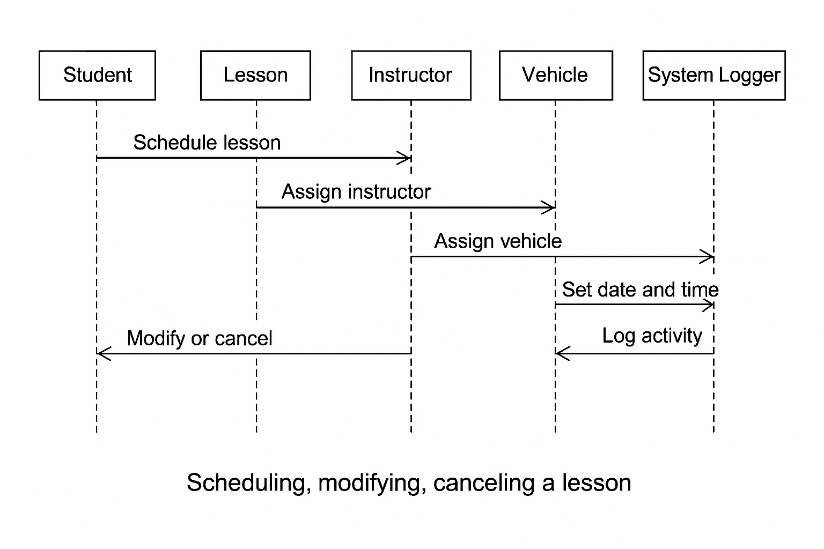 Student
Lesson
Instructor
Vehicle
System Logger
Schedule lesson
Assign instructor
Assign vehicle
Set date and time
Modify or cancel
Log activity
Scheduling, modifying, canceling a lesson